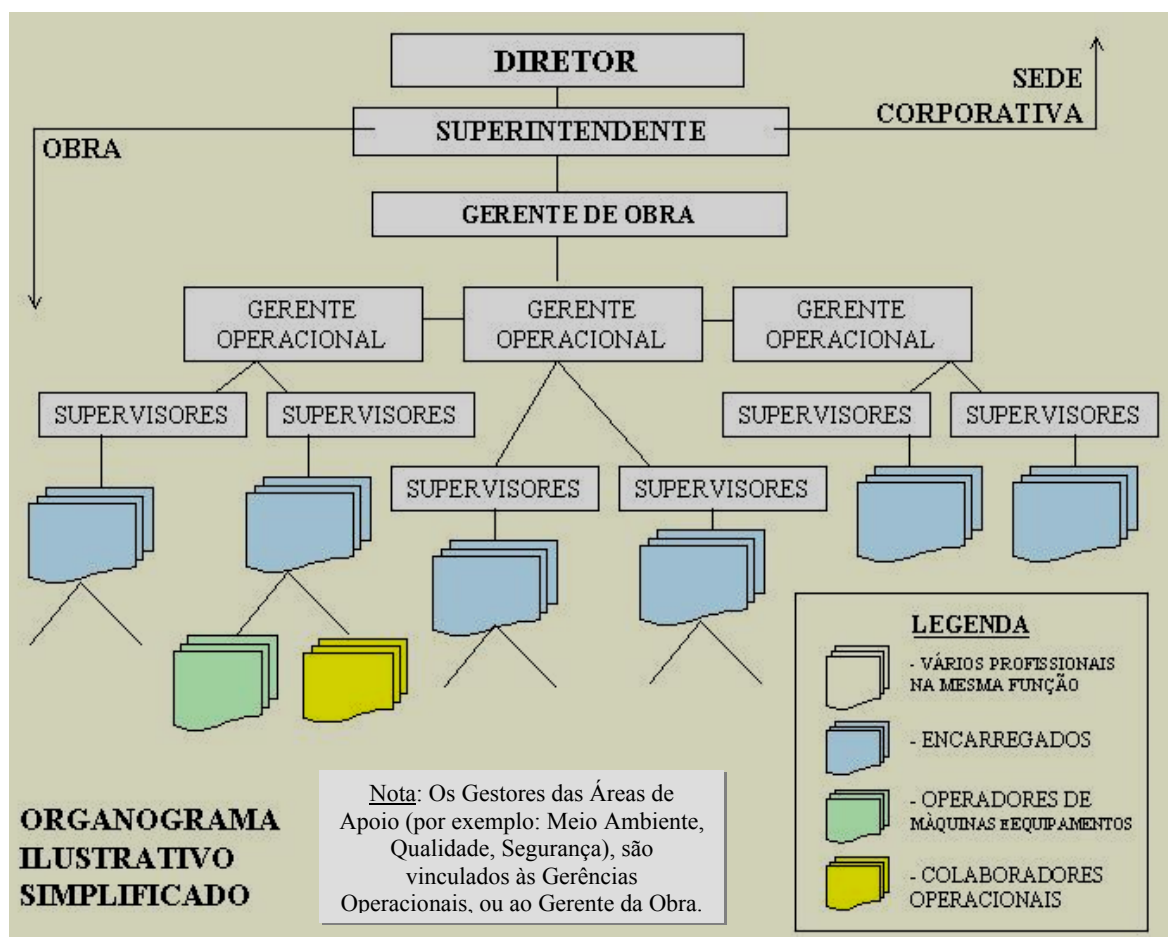 DIRETOR
SEDE
CORPORATIVA
SUPERINTENDENTE
OBRA
GERENTE DE OBRA
GERENTE
OPERACIONAL
GERENTE
OPERACIONAL
GERENTE
OPERACIONAL
SUPERVISORES
SUPERVISORES
SUPERVISORES
SUPERVISORES
SUPERVISORES
SUPERVISORES
LEGENDA
- VÁRIOS PROFISSIONAIS
NA MESMA FUNÇÃO
- ENCARREGADOS
- OPERADORES DE
MÀQUINAS E EQUIPAMENTOS
- COLABORADORES
OPERACIONAIS
Nota: Os Gestores das Áreas de
Apoio (por exemplo: Meio Ambiente,
Qualidade, Segurança), são
vinculados às Gerências
Operacionais, ou ao Gerente da Obra.
ORGANOGRAMA
ILUSTRATIVO
SIMPLIFICADO